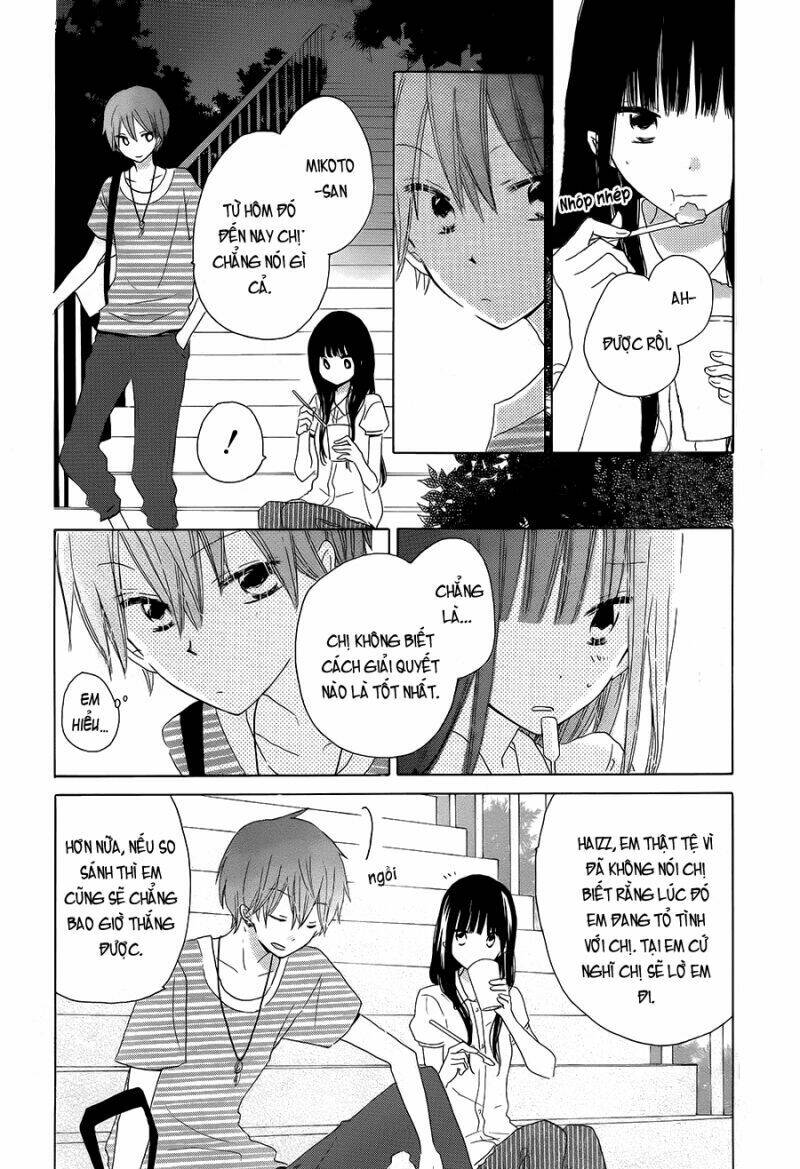 Nhóp nhép
AH-
ĐƯỢC RỒI.
MIKOTO
-SAN
TỪ HÔM ĐÓ
ĐẾN NAY CHỊ
CHẲNG NÓI GÌ
CẢ.
!
CHẲNG
LÀ...
CHỊ KHÔNG BIẾT
CÁCH GIẢI QUYẾT
NÀO LÀ TỐT NHẤT.
EM
HIỂU...
HAIZZ, EM THẬT TỆ VÌ
ĐÃ KHÔNG NÓI CHỊ
BIẾT RẰNG LÚC ĐÓ
EM ĐANG TỎ TÌNH
VỚI CHỊ. TẠI EM CỨ
NGHĨ CHỊ SẼ LỜ EM
ĐI.
ngồi
HƠN NỮA, NẾU SO
SÁNH THÌ EM
CŨNG SẼ CHẲNG
BAO GIỜ THẮNG
ĐƯỢC.